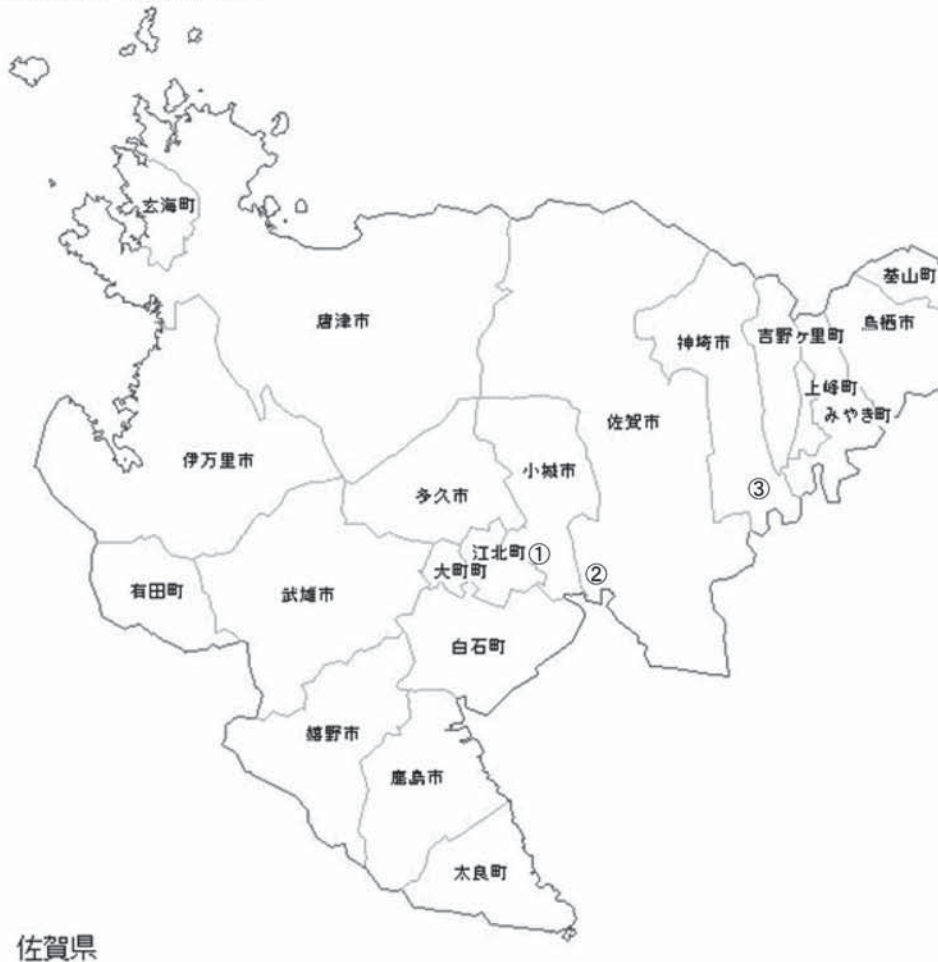 玄海町
基山町
鳥栖市
唐津市
神埼市
吉野ヶ里町
上峰町
みやき町
佐賀市
伊万里市
小城市
多久市
③
江北町①
大町町
②
有田町
武雄市
白石町
嬉野市
鹿島市
太良町
佐賀県